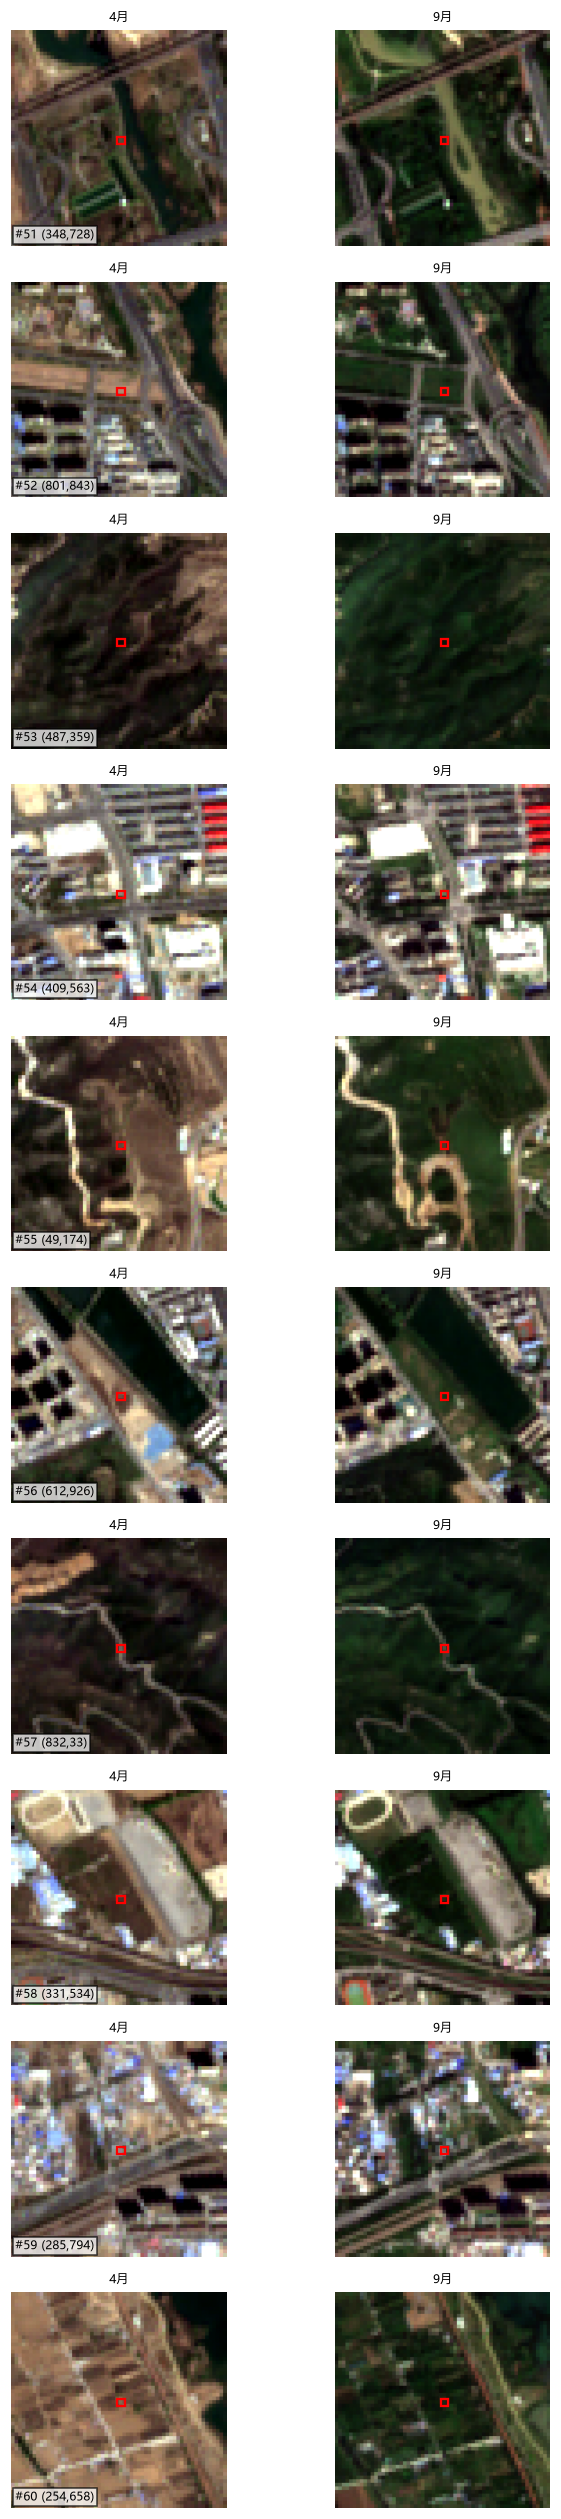 4月 9月
#51 (348,728)
4月 9月
#52 (801,843)
4月 9月
#53 (487,359)
4月 9月
#54 (409,563)
4月 9月
#55 (49,174)
4月 9月
#56 (612,926)
4月 9月
#57 (832,33)
4月 9月
#58 (331,534)
4月 9月
#59 (285,794)
4月 9月
#60 (254,658)